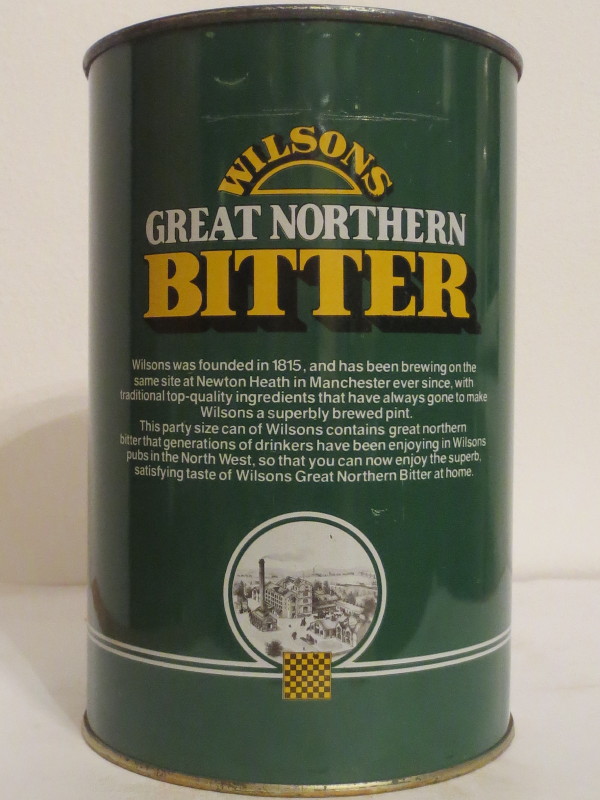 WILSONS
GREAT NORTHERN
BITTER
Wilsons was founded in 1815, and has been brewing on the
same site at Newton Heath in Manchester ever since, with
traditional top-quality ingredients that have always gone to make
Wilsons a superbly brewed pint.
This party size can of Wilsons contains great northern
bitter that generations of drinkers have been enjoying in Wilsons
pubs in the North West, so that you can now enjoy the superb,
satisfying taste of Wilsons Great Northern Bitter at home.